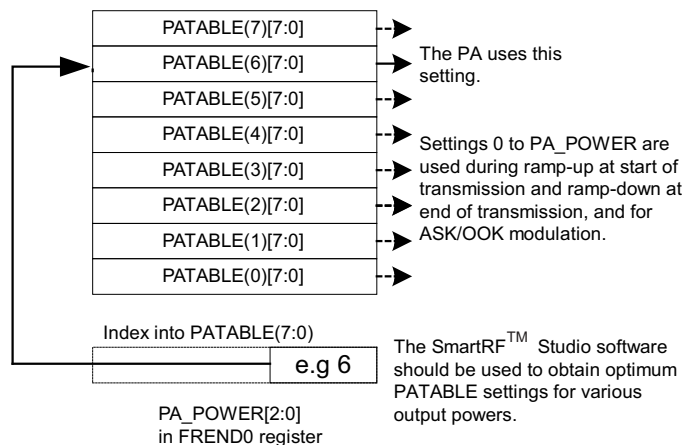 PATABLE(7)[7:0]
PATABLE(6)[7:0]
PATABLE(5)[7:0]
PATABLE(4)[7:0]
PATABLE(3)[7:0]
PATABLE(2)[7:0]
PATABLE(1)[7:0]
PATABLE(0)[7:0]
The PA uses this
setting.
Settings 0 to PA_POWER are
used during ramp-up at start of
transmission and ramp-down at
end of transmission, and for
ASK/OOK modulation.
Index into PATABLE(7:0)
e.g 6
PA_POWER[2:0]
in FREND0 register
The SmartRF™ Studio software
should be used to obtain optimum
PATABLE settings for various
output powers.